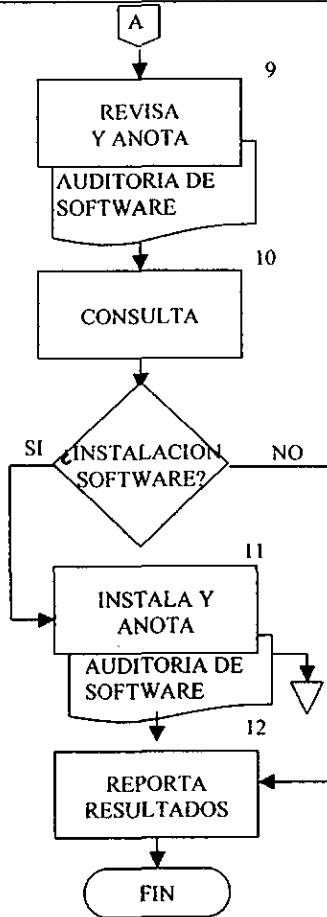 A
9
REVISA
Y ANOTA
AUDITORIA DE
SOFTWARE
10
CONSULTA
SI
¿INSTALACION
SOFTWARE?
NO
11
INSTALA Y
ANOTA
AUDITORIA DE
SOFTWARE
12
REPORTA
RESULTADOS
FIN